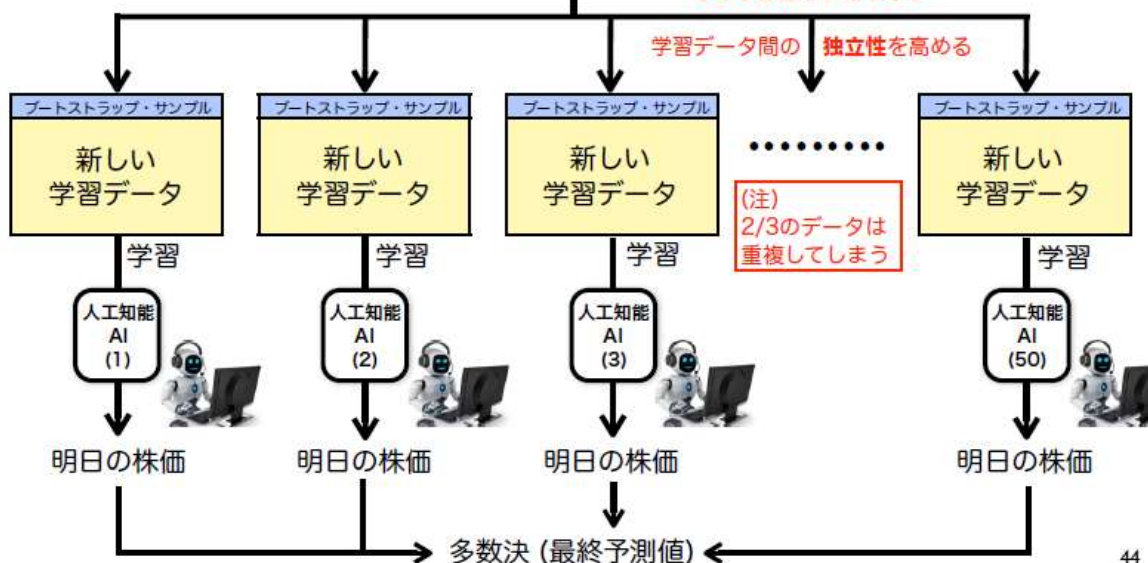 学習データ間の 独立性を高める
ブートストラップ・サンプル
新しい
学習データ
学習
人工知能
AI
(1)
明日の株価
ブートストラップ・サンプル
新しい
学習データ
学習
人工知能
AI
(2)
明日の株価
ブートストラップ・サンプル
新しい
学習データ
学習
人工知能
AI
(3)
明日の株価
………
(注)
2/3のデータは
重複してしまう
ブートストラップ・サンプル
新しい
学習データ
学習
人工知能
AI
(50)
明日の株価
多数決 (最終予測値)
44